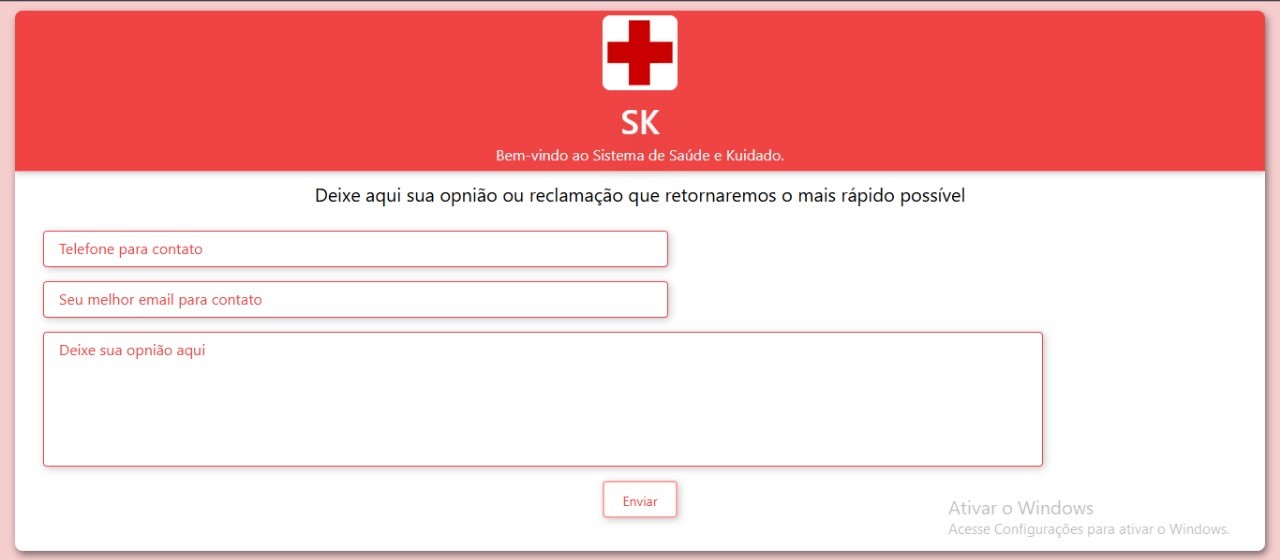 SK
Bem-vindo ao Sistema de Saúde e Kuidado.
Deixe aqui sua opnião ou reclamação que retornaremos o mais rápido possível
Telefone para contato
Seu melhor email para contato
Deixe sua opnião aqui
Enviar
Ativar o Windows
Acesse Configurações para ativar o Windows.